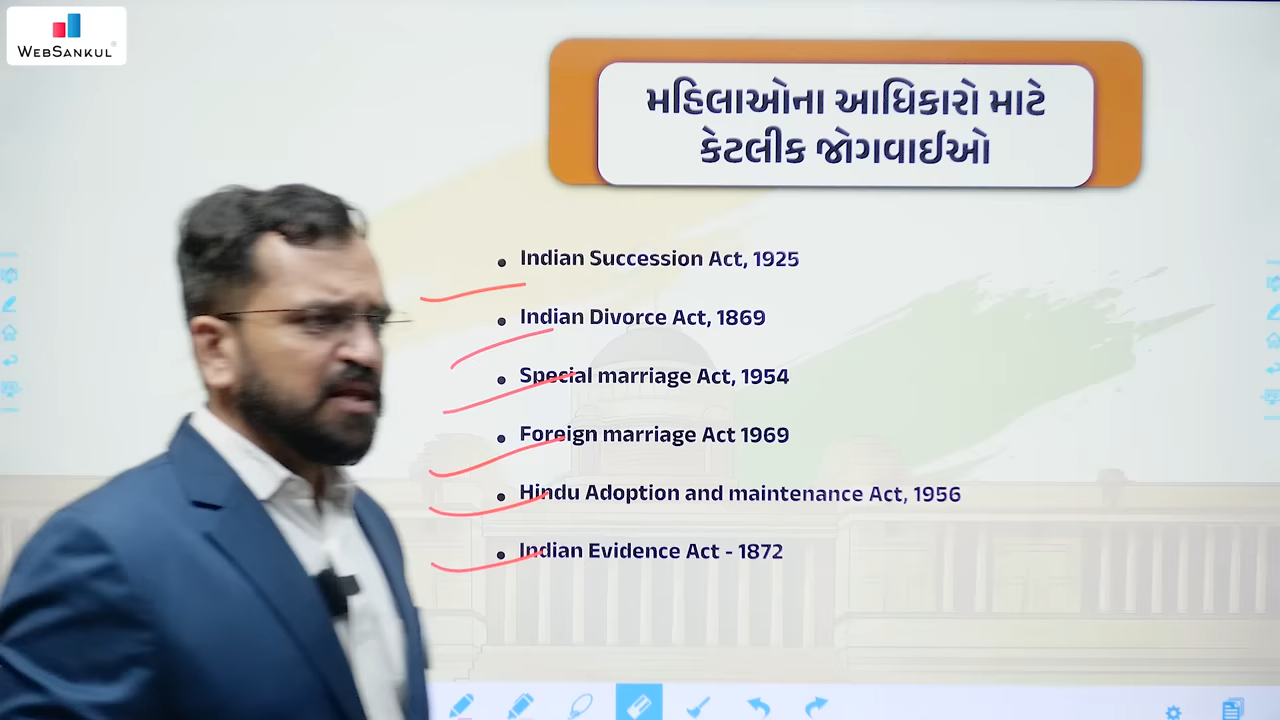 WEBSANKUL
મહિલાઓના આધિકારો માટે
કેટલીક જોગવાઈઓ
Indian Succession Act, 1925
Indian Divorce Act, 1869
Special marriage Act, 1954
Foreign marriage Act 1969
Hindu Adoption and maintenance Act, 1956
Indian Evidence Act - 1872